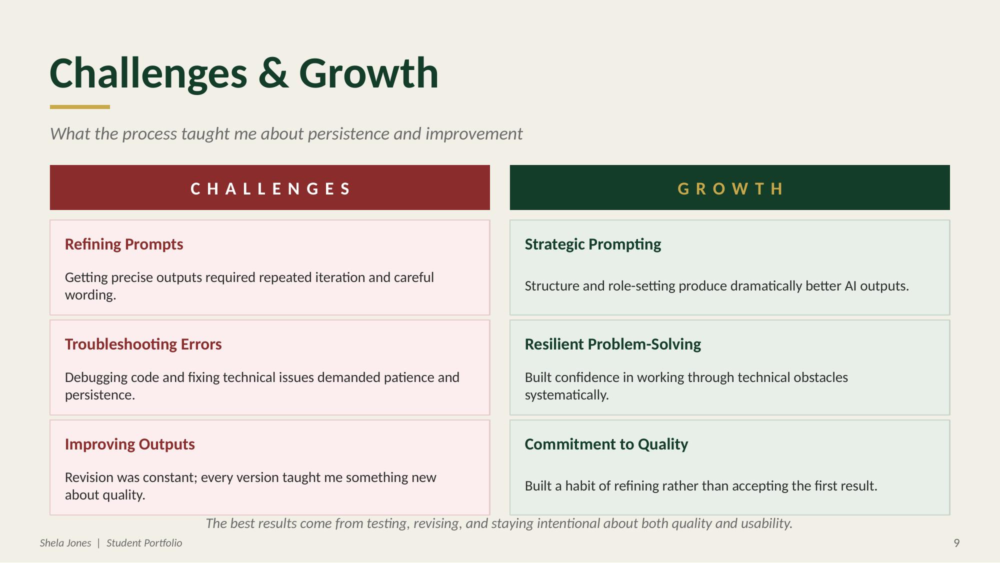 Challenges & Growth
What the process taught me about persistence and improvement
CHALLENGES
Refining Prompts
Getting precise outputs required repeated iteration and careful
wording.
Troubleshooting Errors
Debugging code and fixing technical issues demanded patience and
persistence.
Improving Outputs
Revision was constant; every version taught me something new
about quality.
GROWTH
Strategic Prompting
Structure and role-setting produce dramatically better AI outputs.
Resilient Problem-Solving
Built confidence in working through technical obstacles
systematically.
Commitment to Quality
Built a habit of refining rather than accepting the first result.
The best results come from testing, revising, and staying intentional about both quality and usability.
Shela Jones | Student Portfolio
9